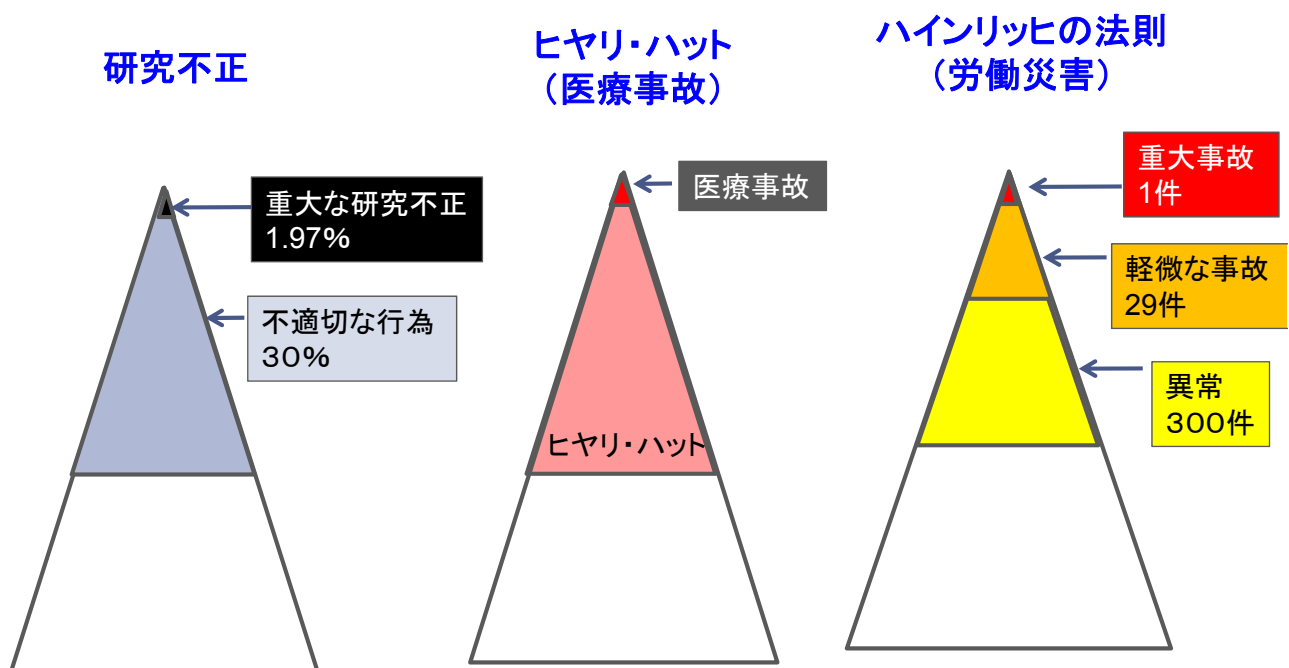 研究不正
ヒヤリ・ハット
（医療事故）
ハインリッヒの法則
（労働災害）
重大な研究不正
1.97%
不適切な行為
３０%
医療事故
ヒヤリ・ハット
重大事故
1件
軽微な事故
29件
異常
３００件